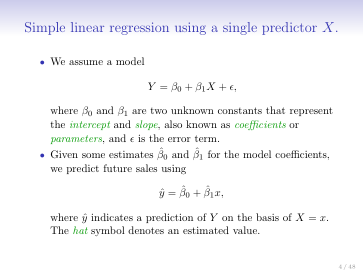 Simple linear regression using a single predictor X.
• We assume a model
Y = β₀ + β₁X + ϵ,
where β₀ and β₁ are two unknown constants that represent
the intercept and slope, also known as coefficients or
parameters, and ϵ is the error term.
• Given some estimates β̂₀ and β̂₁ for the model coefficients,
we predict future sales using
ŷ = β̂₀ + β̂₁x,
where ŷ indicates a prediction of Y on the basis of X = x.
The hat symbol denotes an estimated value.
4 / 48